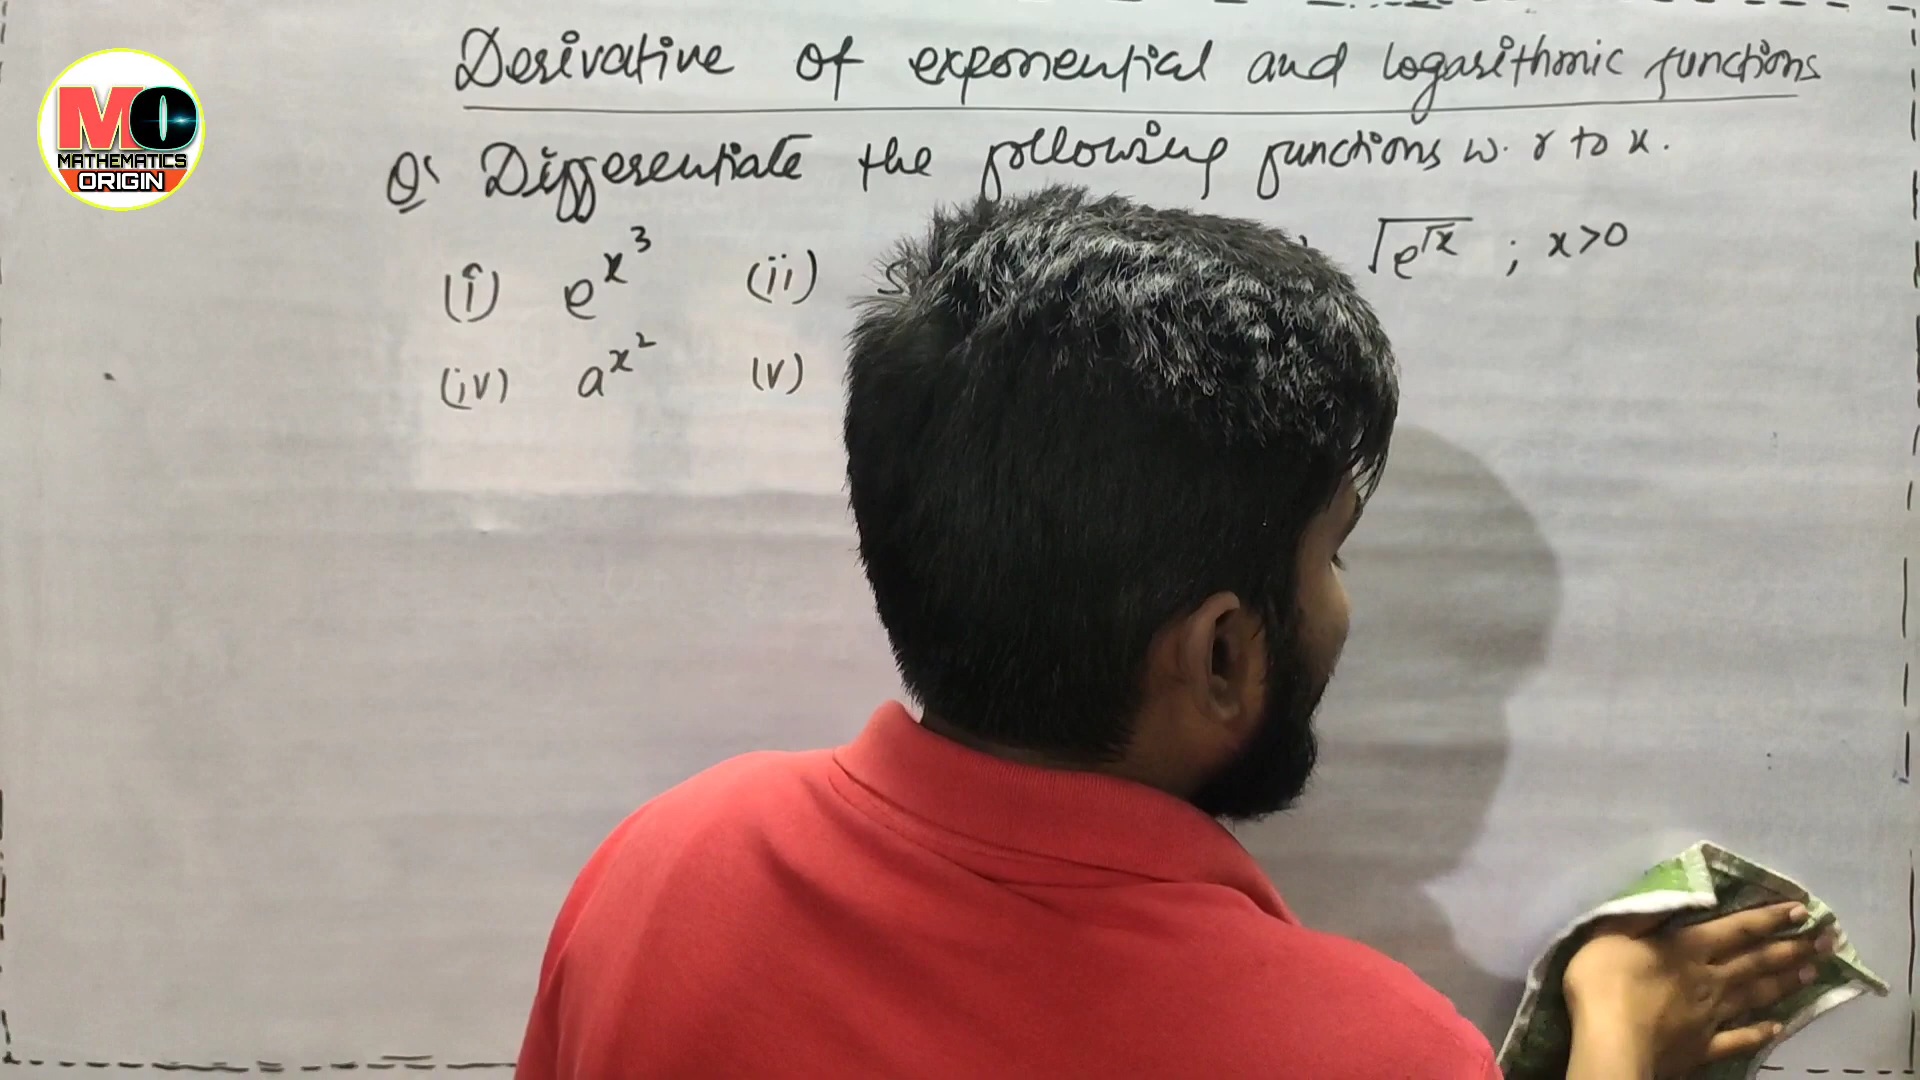 MO
MATHEMATICS
ORIGIN
Derivative of exponential and logarithmic functions
Q: Differentiate the following functions w. r to x.
(i) e^{x^3} (ii) √(e^{√x}) ; x>0
(iv) a^{x^2} (v)